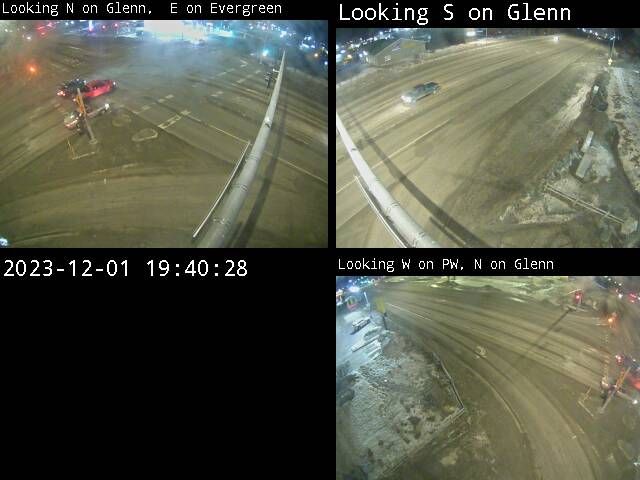 Looking N on Glenn,  E on Evergreen
Looking S on Glenn
2023-12-01 19:40:28
Looking W on PW, N on Glenn